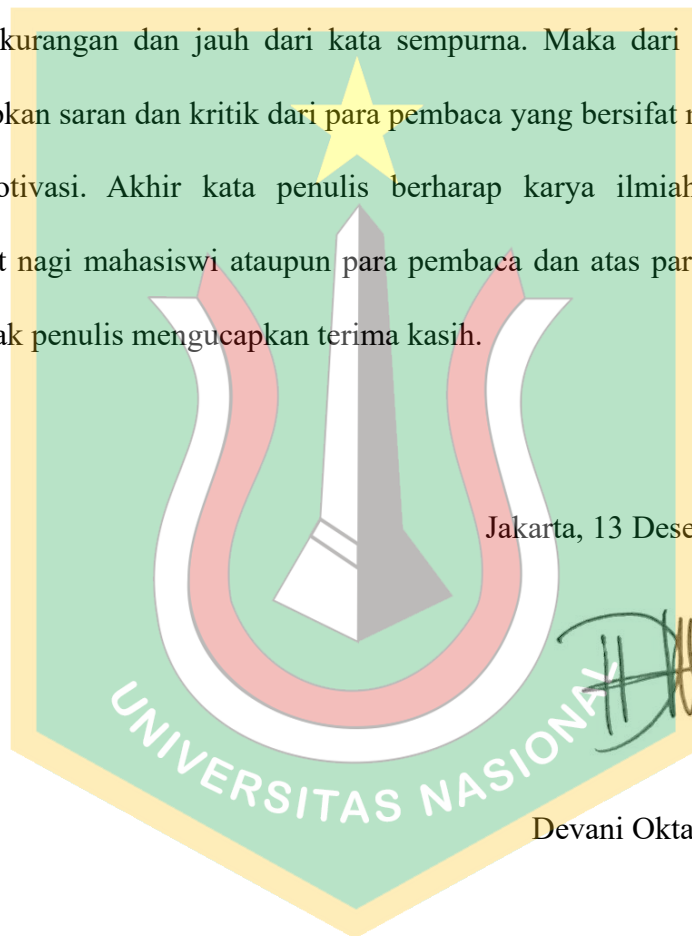 kurangan dan jauh dari kata sempurna. Maka dari
kan saran dan kritik dari para pembaca yang bersifat
tivasi. Akhir kata penulis berharap karya ilmiah
t nagi mahasiswi ataupun para pembaca dan atas par
ak penulis mengucapkan terima kasih.
Jakarta, 13 Dese
UNIVERSITAS NASIONAL
Devani Okta